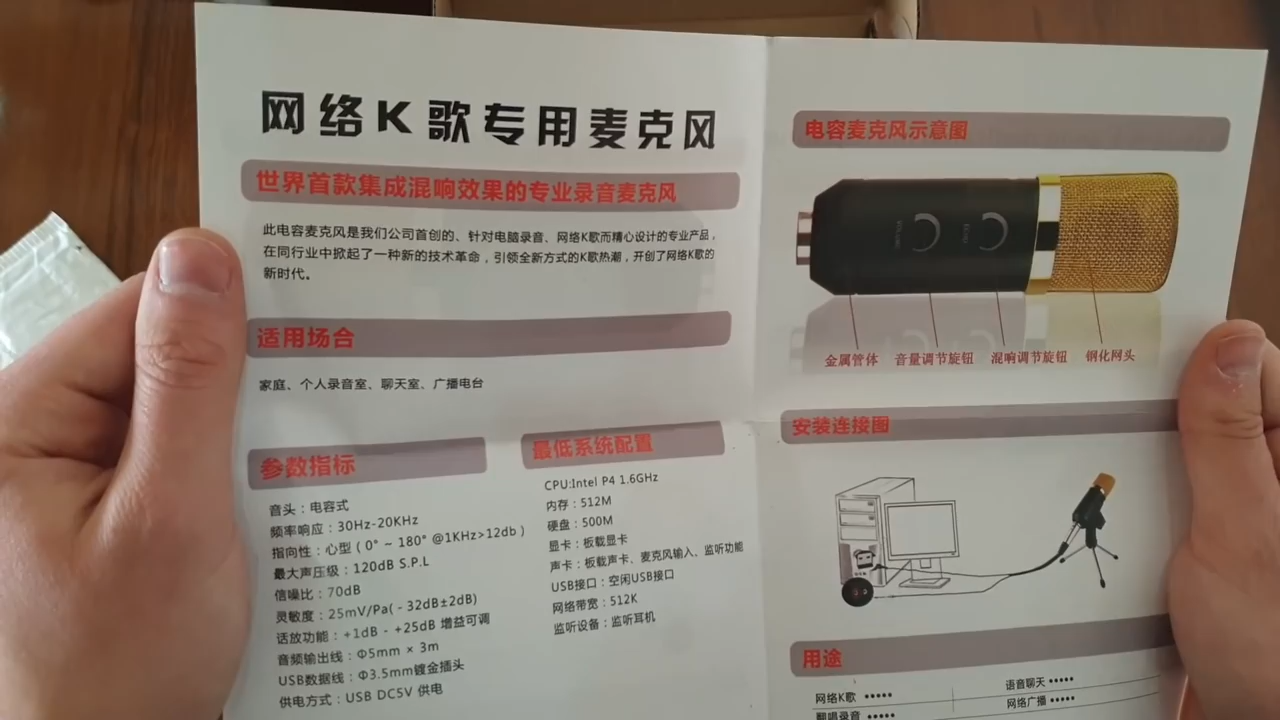 网络K歌专用麦克风
世界首款集成混响效果的专业录音麦克风
此电容麦克风是我们公司首创的、针对电脑录音、网络K歌而精心设计的专业产品，
在同行业中掀起了一种新的技术革命，引领全新方式的K歌热潮，开创了网络K歌的
新时代。
适用场合
家庭、个人录音室、聊天室、广播电台
参数指标
音头：电容式
频率响应：30Hz-20KHz
指向性：心型 ( 0° ~ 180° @1KHz>12db )
最大声压级：120dB S.P.L
信噪比：70dB
灵敏度：25mV/Pa( - 32dB±2dB)
话放功能：+1dB - +25dB 增益可调
音频输出线：Φ5mm × 3m
USB数据线：Φ3.5mm镀金插头
供电方式：USB DC5V 供电
最低系统配置
CPU:Intel P4 1.6GHz
内存：512M
硬盘：500M
显卡：板载显卡
声卡：板载声卡、麦克风输入、监听功能
USB接口：空闲USB接口
网络带宽：512K
监听设备：监听耳机
电容麦克风示意图
VOLUME
ECHO
金属管体 音量调节旋钮 混响调节旋钮 钢化网头
安装连接图
用途
网络K歌 ••••• 语音聊天 •••••
翻唱录音 ••••• 网络广播 •••••